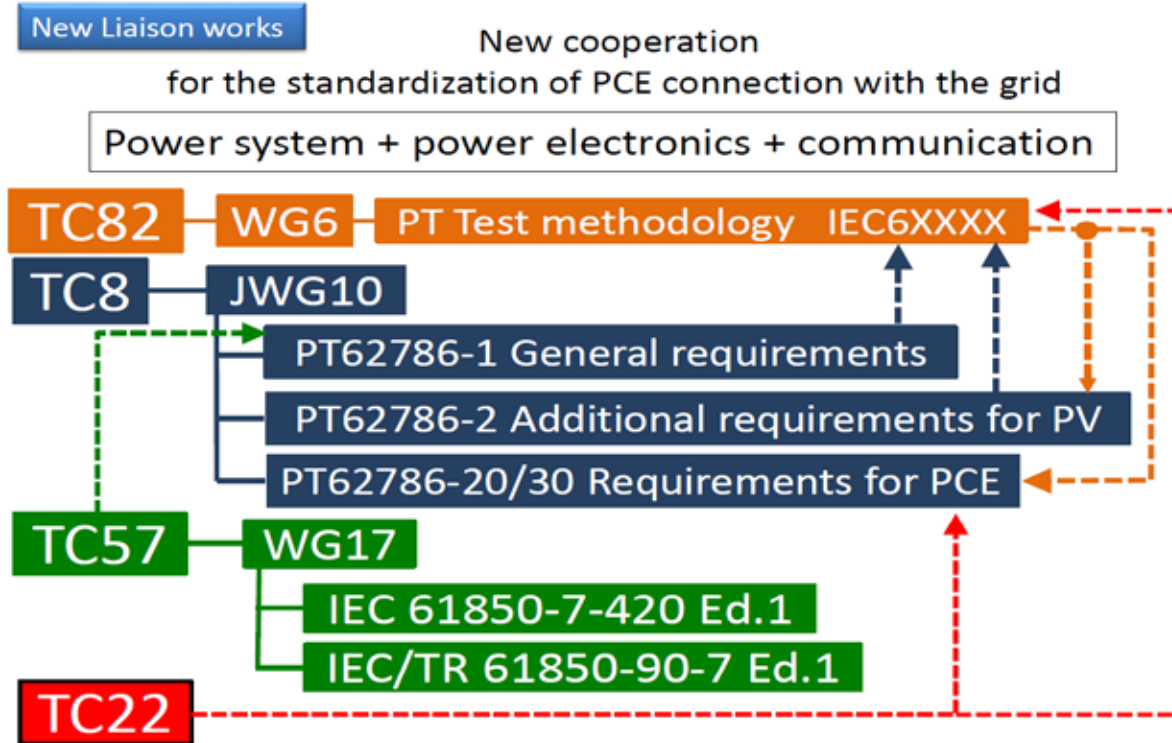 New Liaison works
New cooperation
for the standardization of PCE connection with the grid
Power system + power electronics + communication
TC82
WG6
PT Test methodology IEC6XXXX
TC8
JWG10
PT62786-1 General requirements
PT62786-2 Additional requirements for PV
PT62786-20/30 Requirements for PCE
TC57
WG17
IEC 61850-7-420 Ed.1
IEC/TR 61850-90-7 Ed.1
TC22